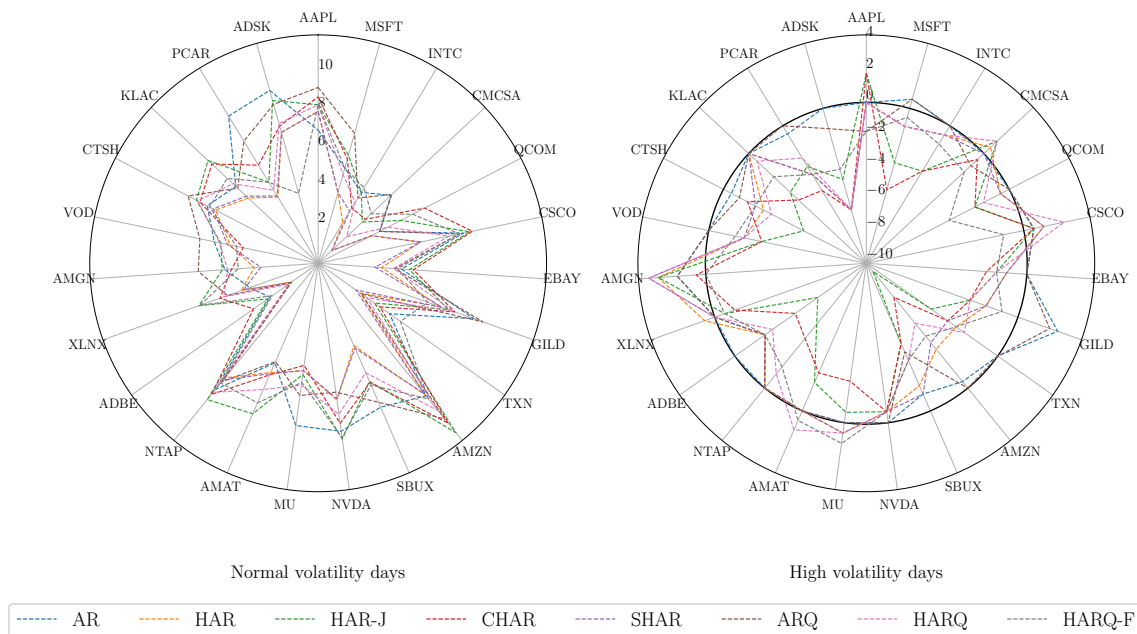 AAPL
MSFT
INTC
CMCSA
QCOM
CSCO
EBAY
GILD
TXN
AMZN
SBUX
NVDA
MU
AMAT
NTAP
ADBE
XLNX
AMGN
VOD
CTSH
KLAC
PCAR
ADSK
10
8
6
4
2
Normal volatility days
AAPL
MSFT
INTC
CMCSA
QCOM
CSCO
EBAY
GILD
TXN
AMZN
SBUX
NVDA
MU
AMAT
NTAP
ADBE
XLNX
AMGN
VOD
CTSH
KLAC
PCAR
ADSK
4
2
0
−2
−4
−6
−8
−10
High volatility days
AR HAR HAR-J CHAR SHAR ARQ HARQ HARQ-F